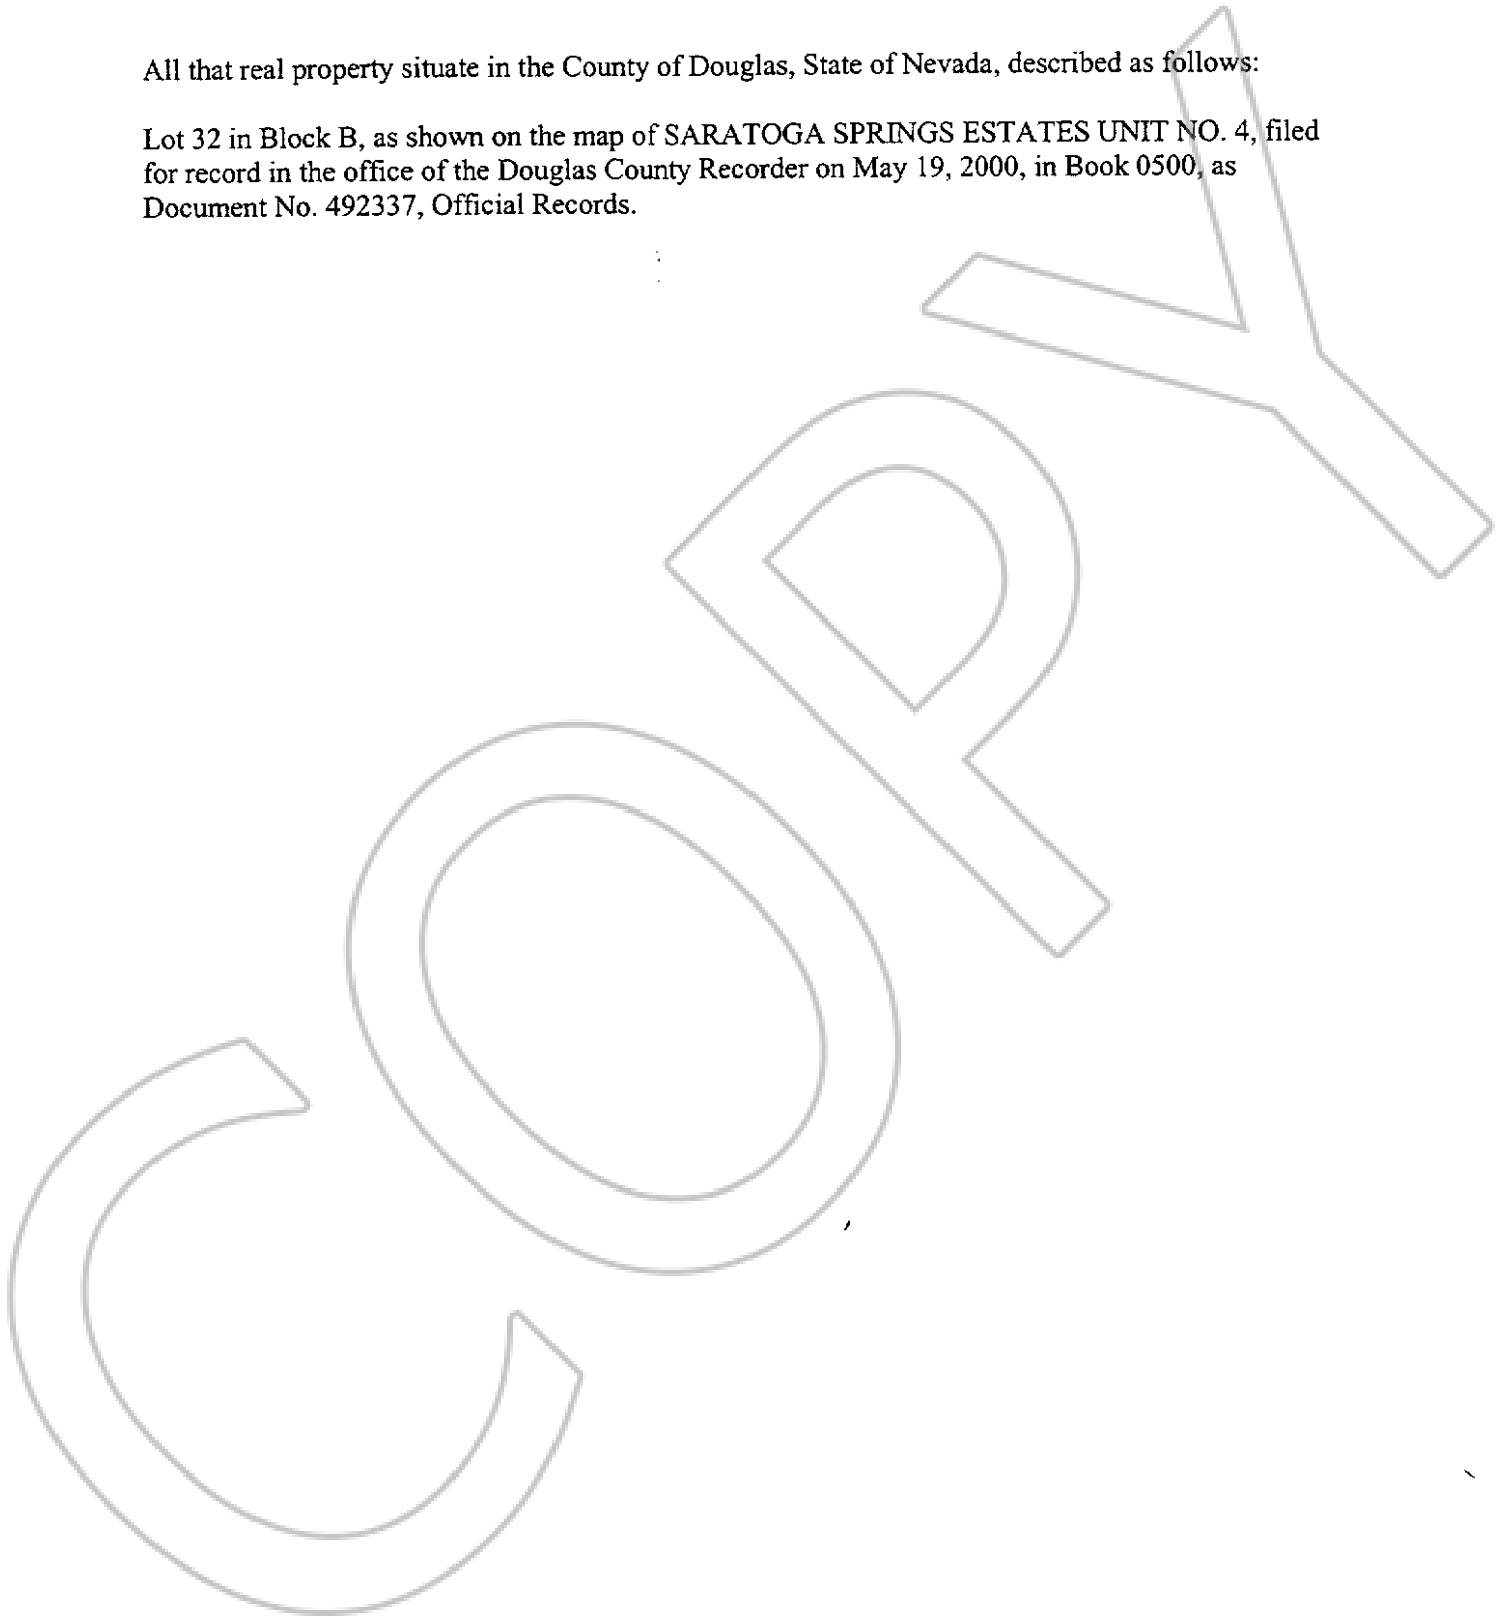 All that real property situate in the County of Douglas, State of Nevada, described as follows:
Lot 32 in Block B, as shown on the map of SARATOGA SPRINGS ESTATES UNIT NO. 4, filed
for record in the office of the Douglas County Recorder on May 19, 2000, in Book 0500, as
Document No. 492337, Official Records.
COPY